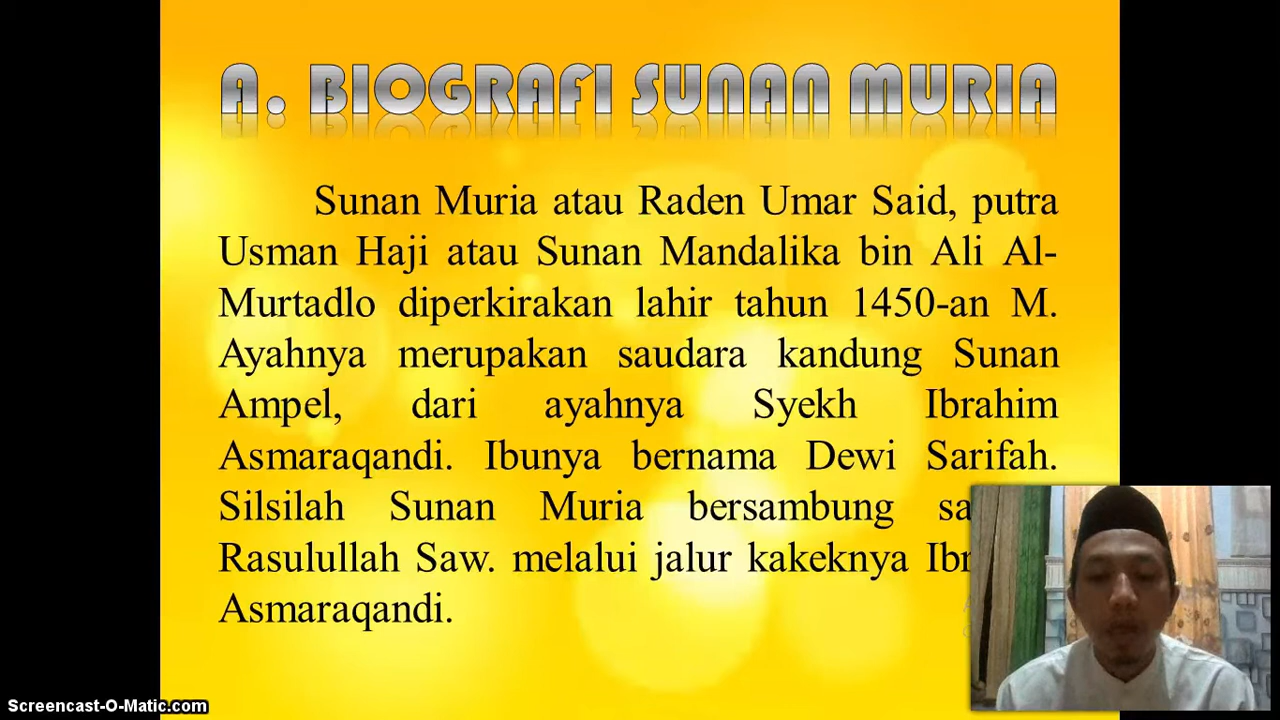 A. BIOGRAFI SUNAN MURIA
Sunan Muria atau Raden Umar Said, putra
Usman Haji atau Sunan Mandalika bin Ali Al-
Murtadlo diperkirakan lahir tahun 1450-an M.
Ayahnya merupakan saudara kandung Sunan
Ampel, dari ayahnya Syekh Ibrahim
Asmaraqandi. Ibunya bernama Dewi Sarifah.
Silsilah Sunan Muria bersambung
Rasulullah Saw. melalui jalur kakeknya
Asmaraqandi.
Screencast-O-Matic.com